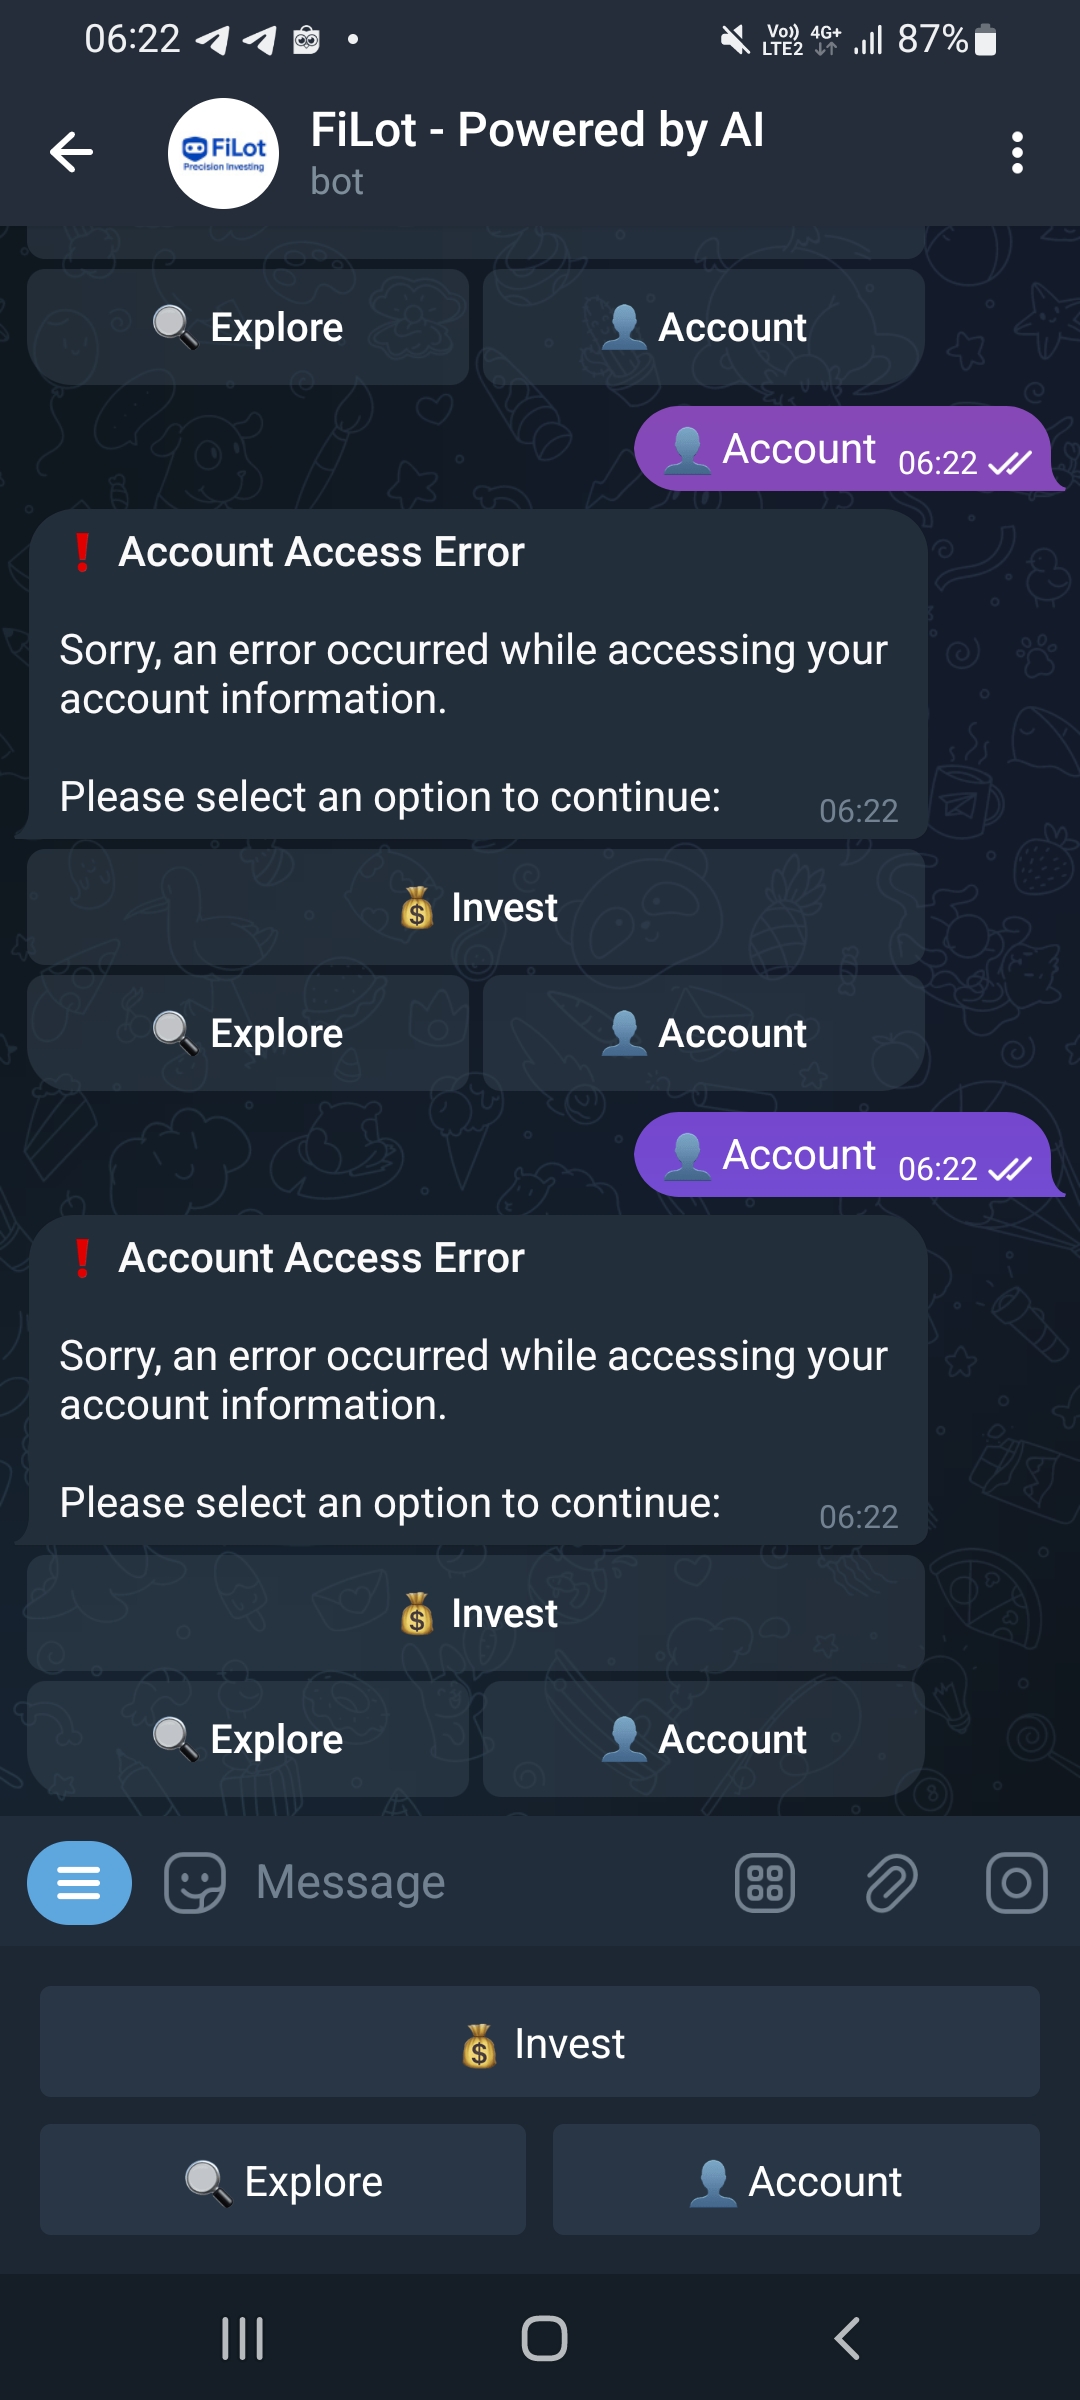 06:22
Vo)) LTE2 4G+ 87%
FiLot
Precision Investing
FiLot - Powered by AI
bot
🔍 Explore
👤 Account
👤 Account 06:22
❗ Account Access Error
Sorry, an error occurred while accessing your
account information.
Please select an option to continue:
06:22
💰 Invest
🔍 Explore
👤 Account
👤 Account 06:22
❗ Account Access Error
Sorry, an error occurred while accessing your
account information.
Please select an option to continue:
06:22
💰 Invest
🔍 Explore
👤 Account
Message
💰 Invest
🔍 Explore
👤 Account